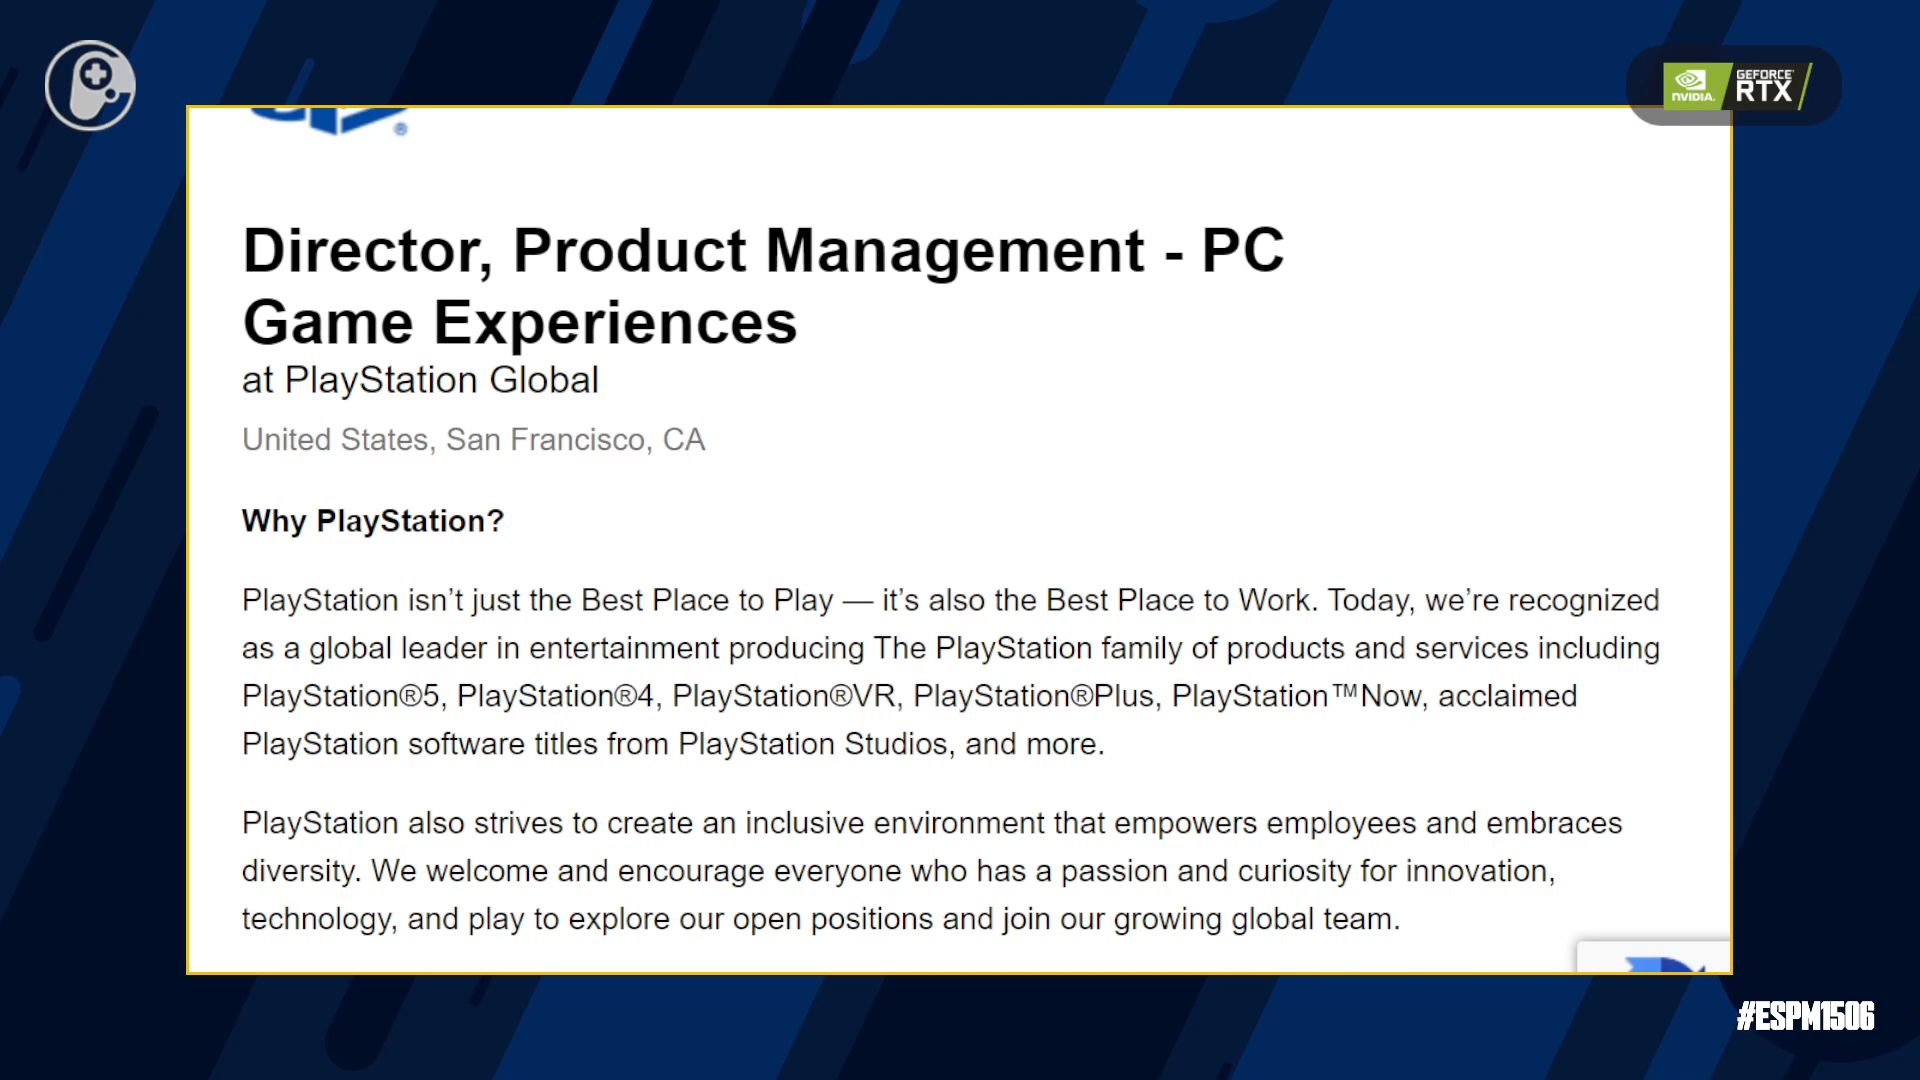 NVIDIA.
GEFORCE
RTX
®
Director, Product Management - PC
Game Experiences
at PlayStation Global
United States, San Francisco, CA
Why PlayStation?
PlayStation isn’t just the Best Place to Play — it’s also the Best Place to Work. Today, we’re recognized
as a global leader in entertainment producing The PlayStation family of products and services including
PlayStation®5, PlayStation®4, PlayStation®VR, PlayStation®Plus, PlayStation™Now, acclaimed
PlayStation software titles from PlayStation Studios, and more.
PlayStation also strives to create an inclusive environment that empowers employees and embraces
diversity. We welcome and encourage everyone who has a passion and curiosity for innovation,
technology, and play to explore our open positions and join our growing global team.
#ESPM1506